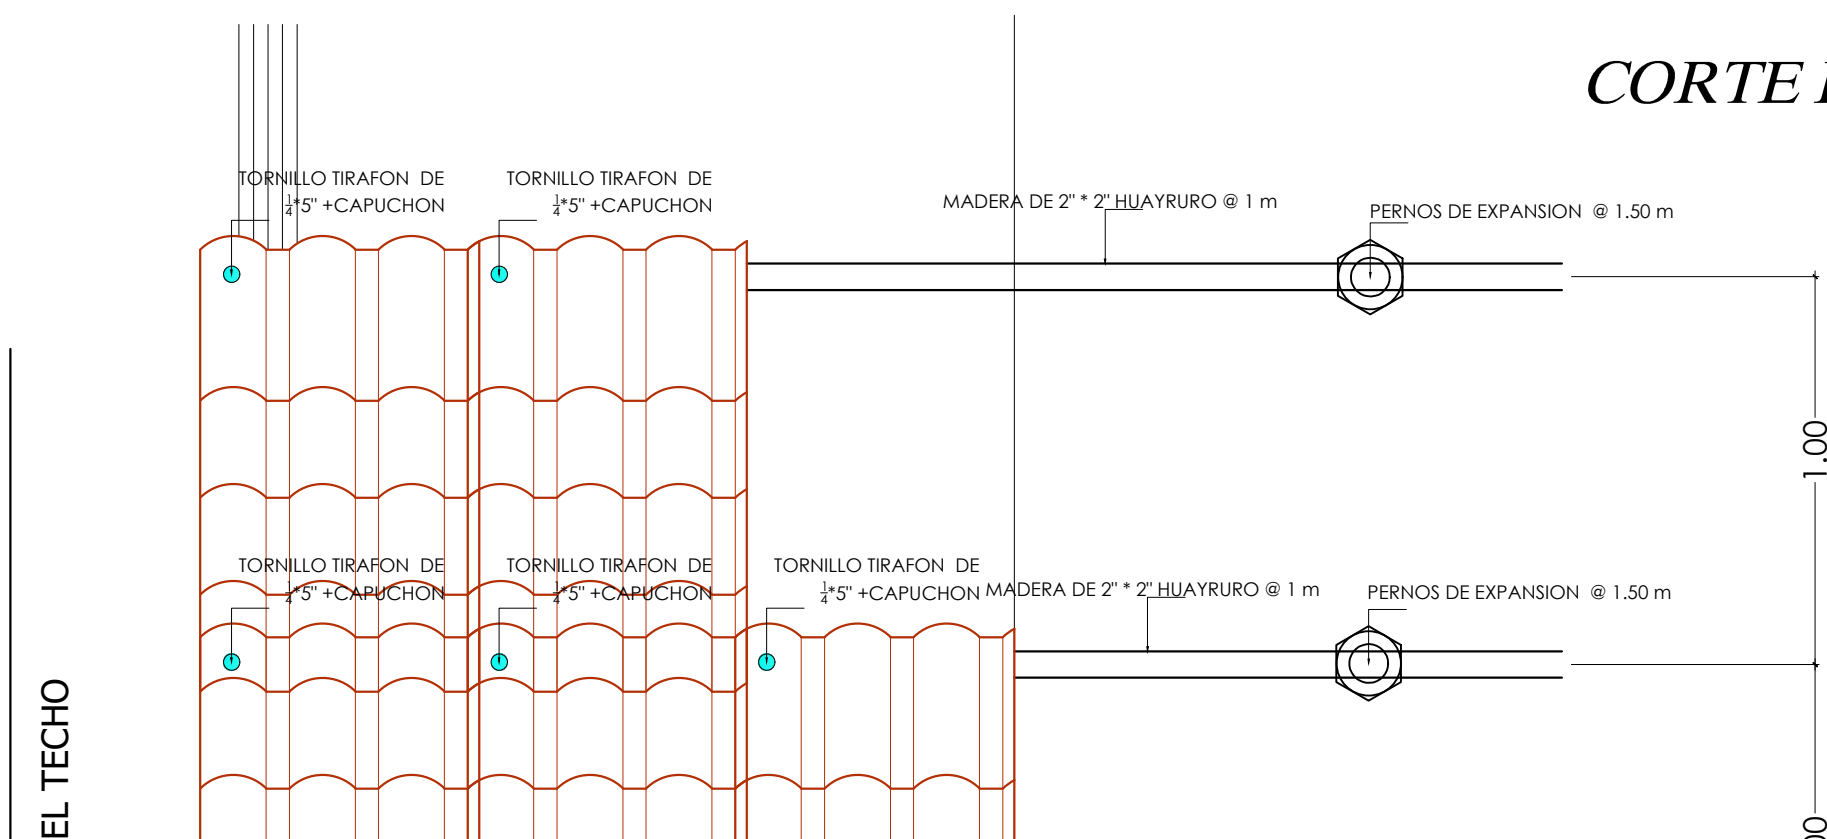 CORTE
TORNILLO TIRAFON DE
1/4*5" +CAPUCHON
TORNILLO TIRAFON DE
1/4*5" +CAPUCHON
MADERA DE 2" * 2" HUAYRURO @ 1 m
PERNOS DE EXPANSION @ 1.50 m
1.00
TORNILLO TIRAFON DE
1/4*5" +CAPUCHON
TORNILLO TIRAFON DE
1/4*5" +CAPUCHON
TORNILLO TIRAFON DE
1/4*5" +CAPUCHON
MADERA DE 2" * 2" HUAYRURO @ 1 m
PERNOS DE EXPANSION @ 1.50 m
EL TECHO